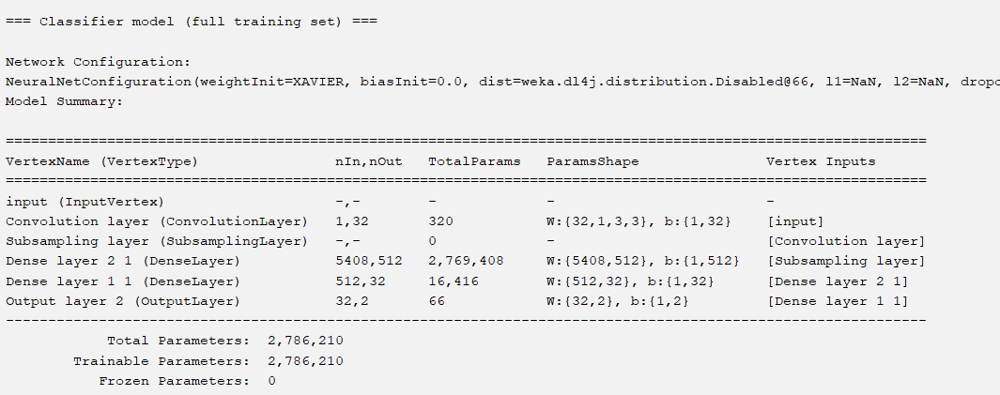 === Classifier model (full training set) ===
Network Configuration:
NeuralNetConfiguration(weightInit=XAVIER, biasInit=0.0, dist=weka.dl4j.distribution.Disabled@66, l1=NaN, l2=NaN, dropo
Model Summary:
=============================================================================================================
VertexName (VertexType) nIn,nOut TotalParams ParamsShape Vertex Inputs
=============================================================================================================
input (InputVertex) -,- - - -
Convolution layer (ConvolutionLayer) 1,32 320 W:{32,1,3,3}, b:{1,32} [input]
Subsampling layer (SubsamplingLayer) -,- 0 - [Convolution layer]
Dense layer 2 1 (DenseLayer) 5408,512 2,769,408 W:{5408,512}, b:{1,512} [Subsampling layer]
Dense layer 1 1 (DenseLayer) 512,32 16,416 W:{512,32}, b:{1,32} [Dense layer 2 1]
Output layer 2 (OutputLayer) 32,2 66 W:{32,2}, b:{1,2} [Dense layer 1 1]
-------------------------------------------------------------------------------------------------------------
Total Parameters: 2,786,210
Trainable Parameters: 2,786,210
Frozen Parameters: 0